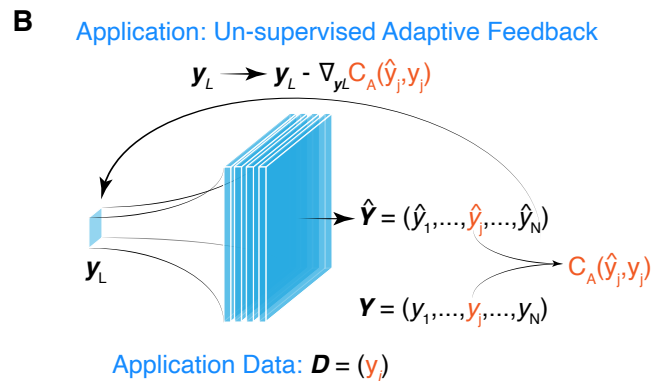 B
Application: Un-supervised Adaptive Feedback
y_L → y_L - ∇_{yL}C_A(ŷ_j,y_j)
Ŷ = (ŷ_1,...,ŷ_j,...,ŷ_N)
y_L
C_A(ŷ_j,y_j)
Y = (y_1,...,y_j,...,y_N)
Application Data: D = (y_j)